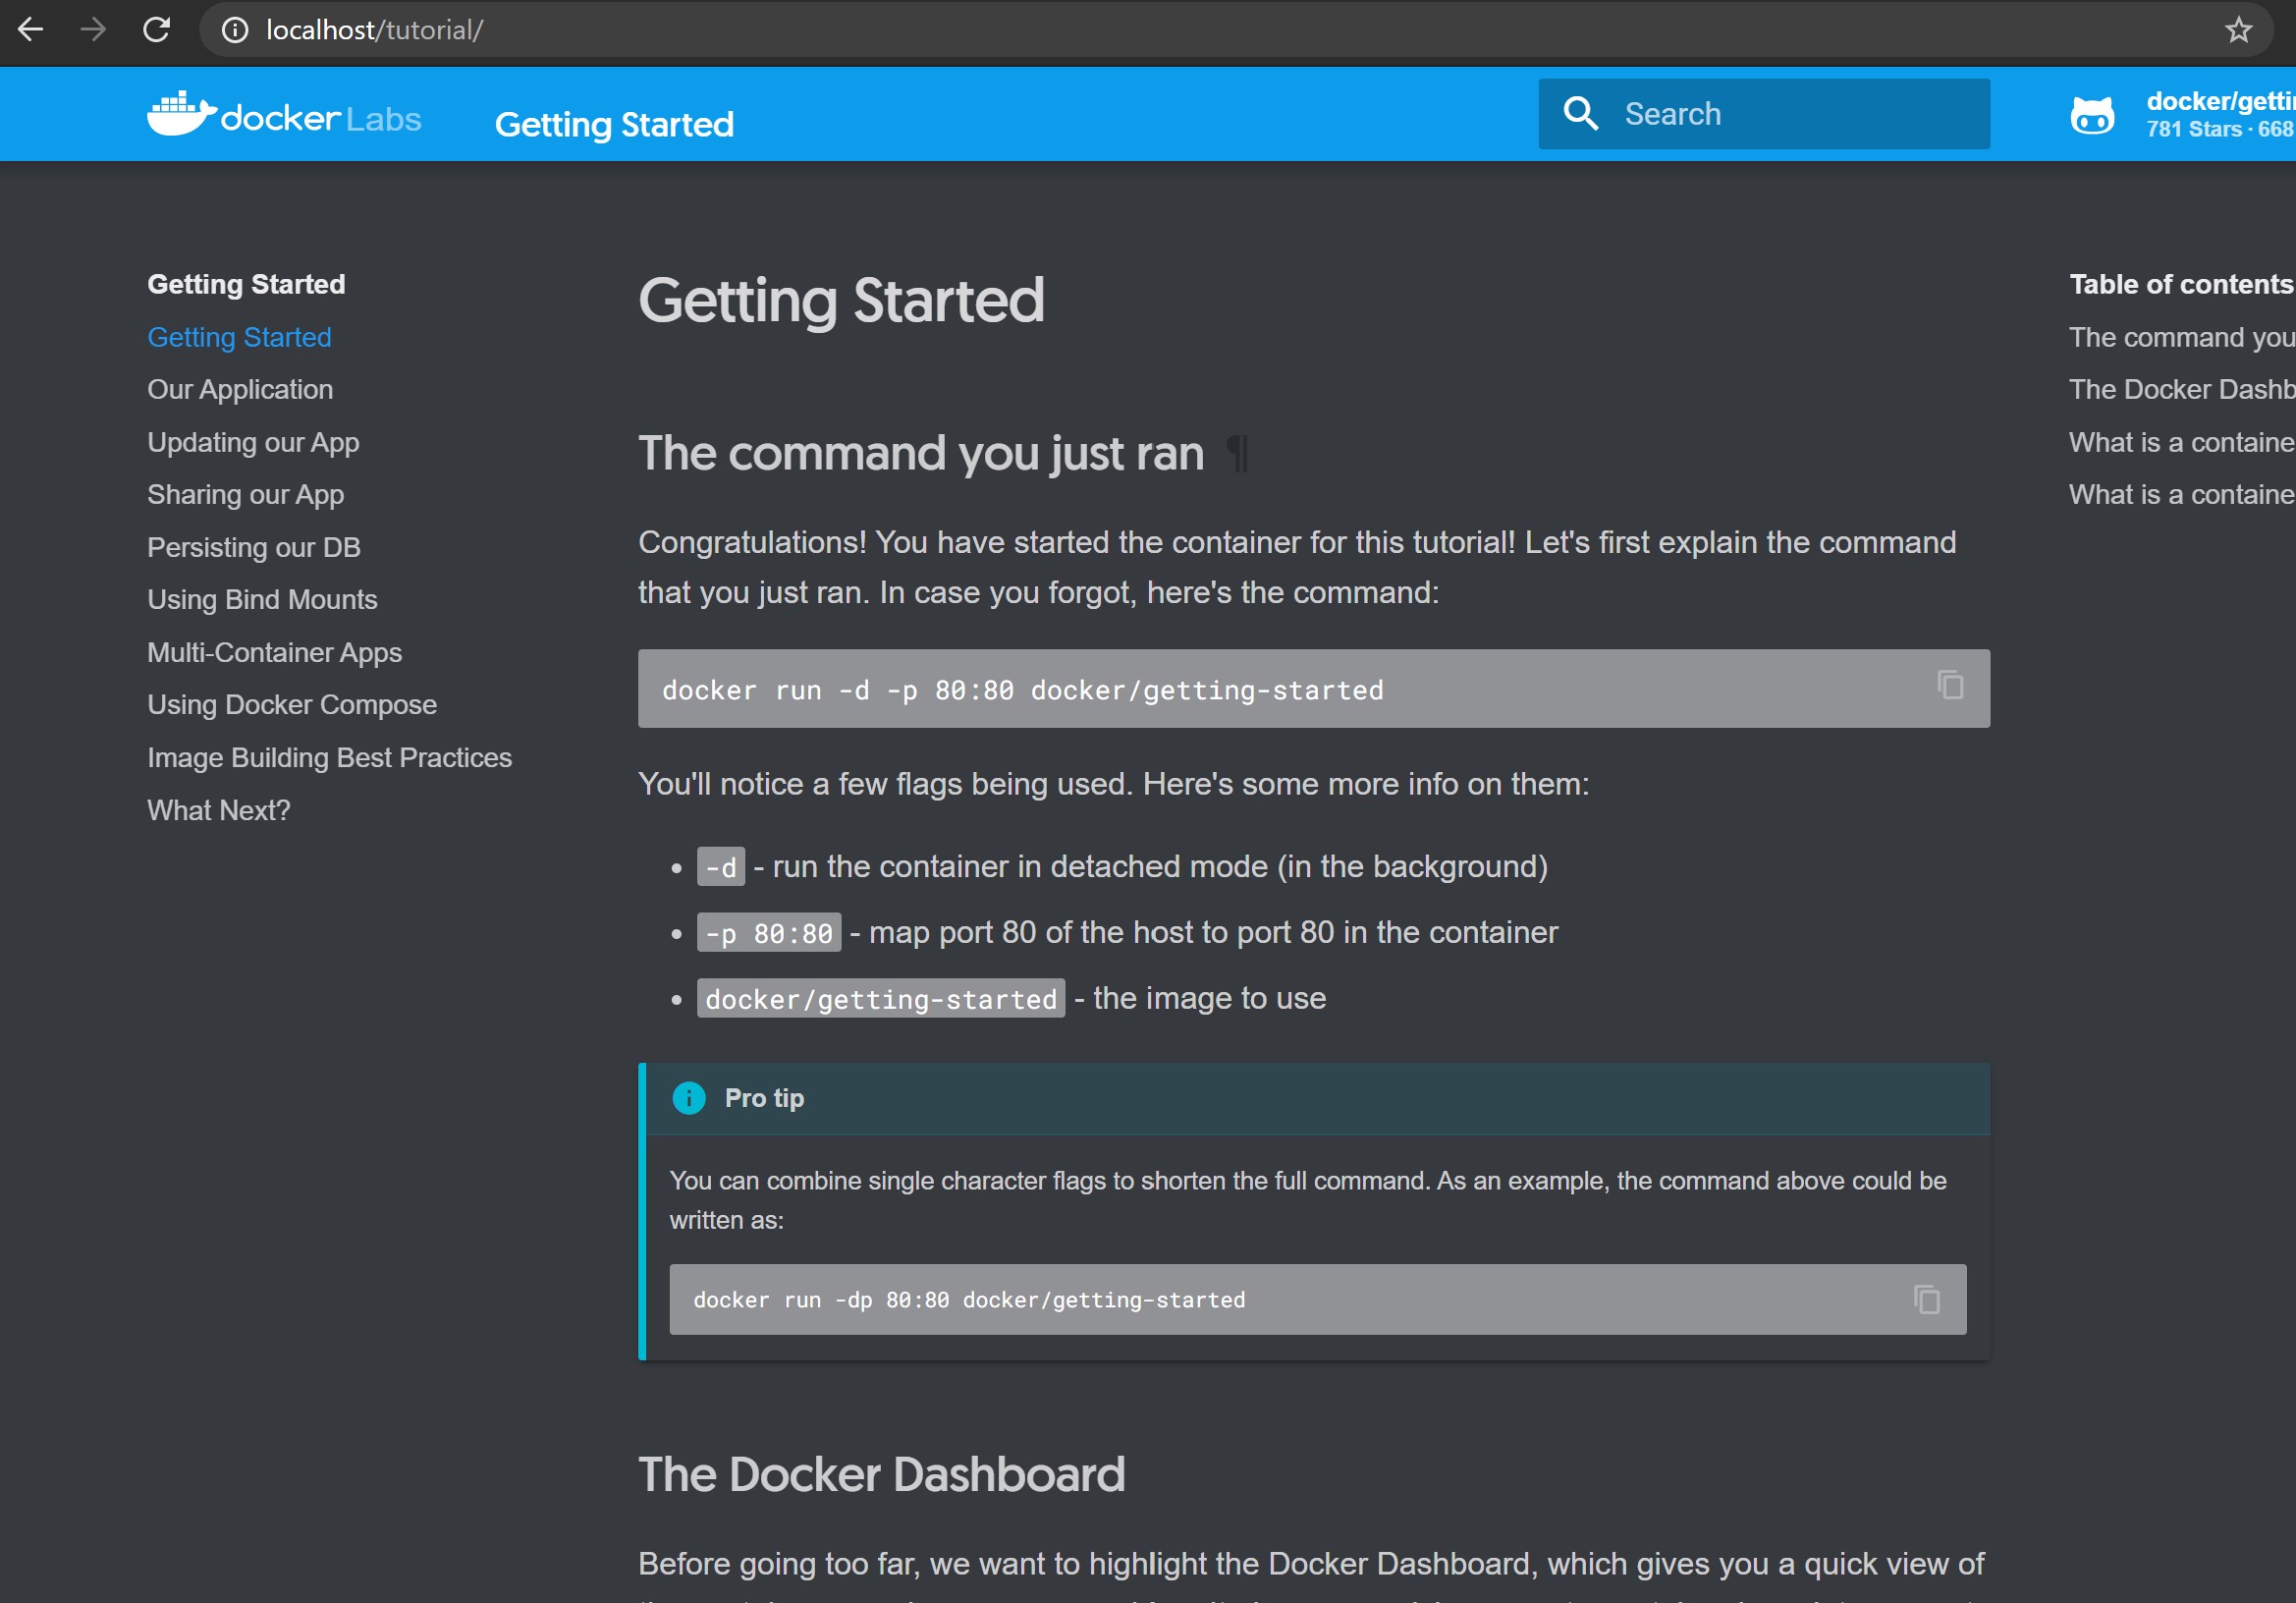 localhost/tutorial/
docker Labs
Getting Started
Search
docker/getti
781 Stars · 668
Getting Started
Getting Started
Our Application
Updating our App
Sharing our App
Persisting our DB
Using Bind Mounts
Multi-Container Apps
Using Docker Compose
Image Building Best Practices
What Next?
Getting Started
The command you just ran ¶
Congratulations! You have started the container for this tutorial! Let's first explain the command
that you just ran. In case you forgot, here's the command:
docker run -d -p 80:80 docker/getting-started
You'll notice a few flags being used. Here's some more info on them:
• -d - run the container in detached mode (in the background)
• -p 80:80 - map port 80 of the host to port 80 in the container
• docker/getting-started - the image to use
Pro tip
You can combine single character flags to shorten the full command. As an example, the command above could be
written as:
docker run -dp 80:80 docker/getting-started
The Docker Dashboard
Before going too far, we want to highlight the Docker Dashboard, which gives you a quick view of
Table of contents
The command you
The Docker Dashb
What is a containe
What is a containe